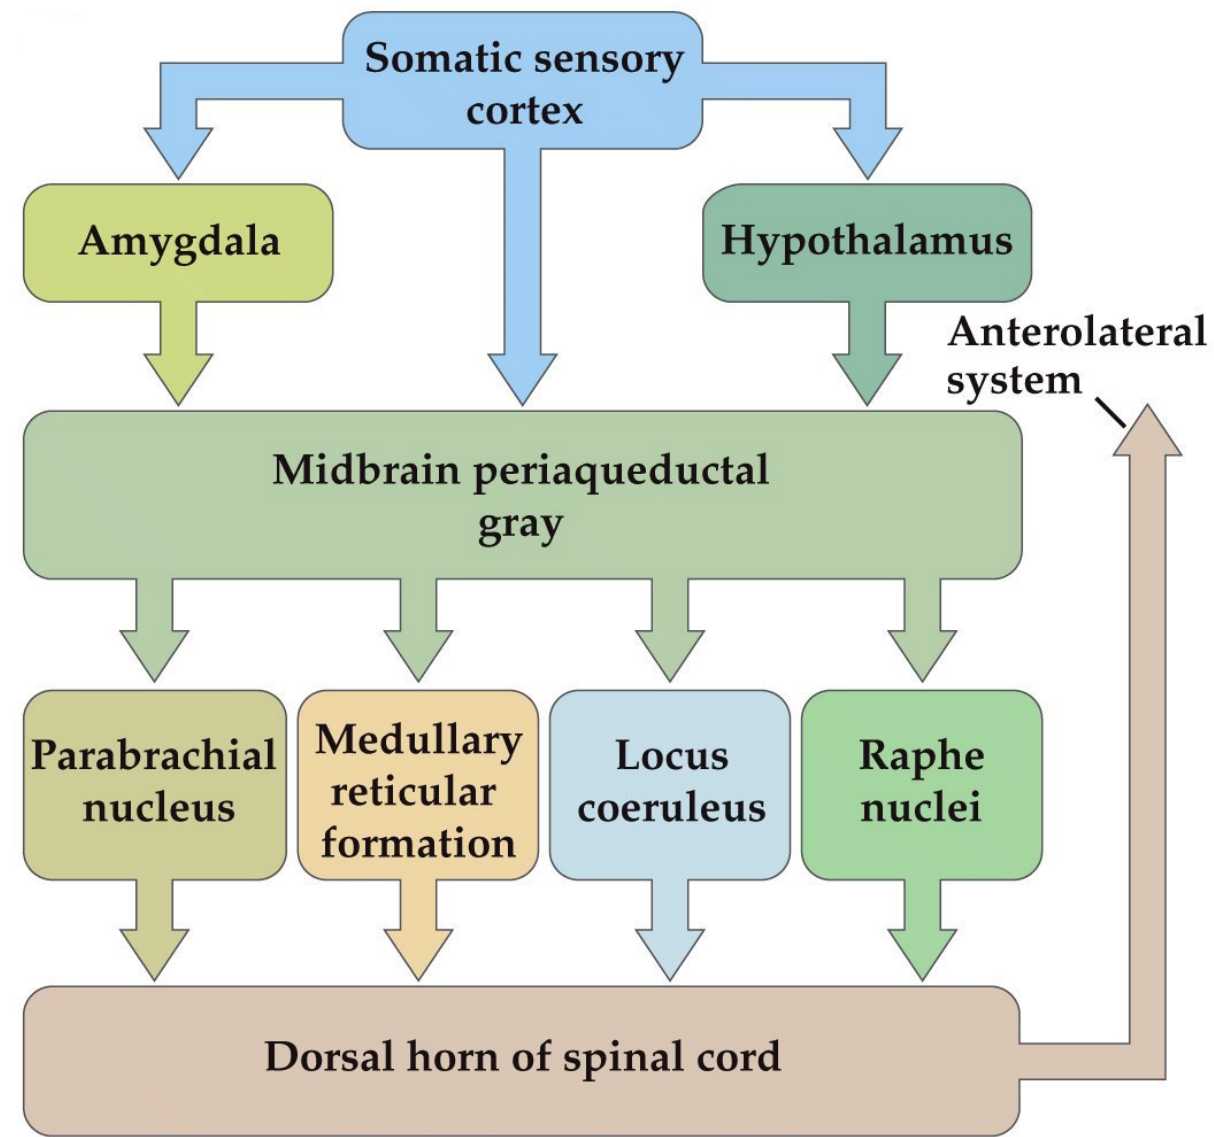 Somatic sensory
cortex
Amygdala
Hypothalamus
Anterolateral
system
Midbrain periaqueductal
gray
Parabrachial
nucleus
Medullary
reticular
formation
Locus
coeruleus
Raphe
nuclei
Dorsal horn of spinal cord